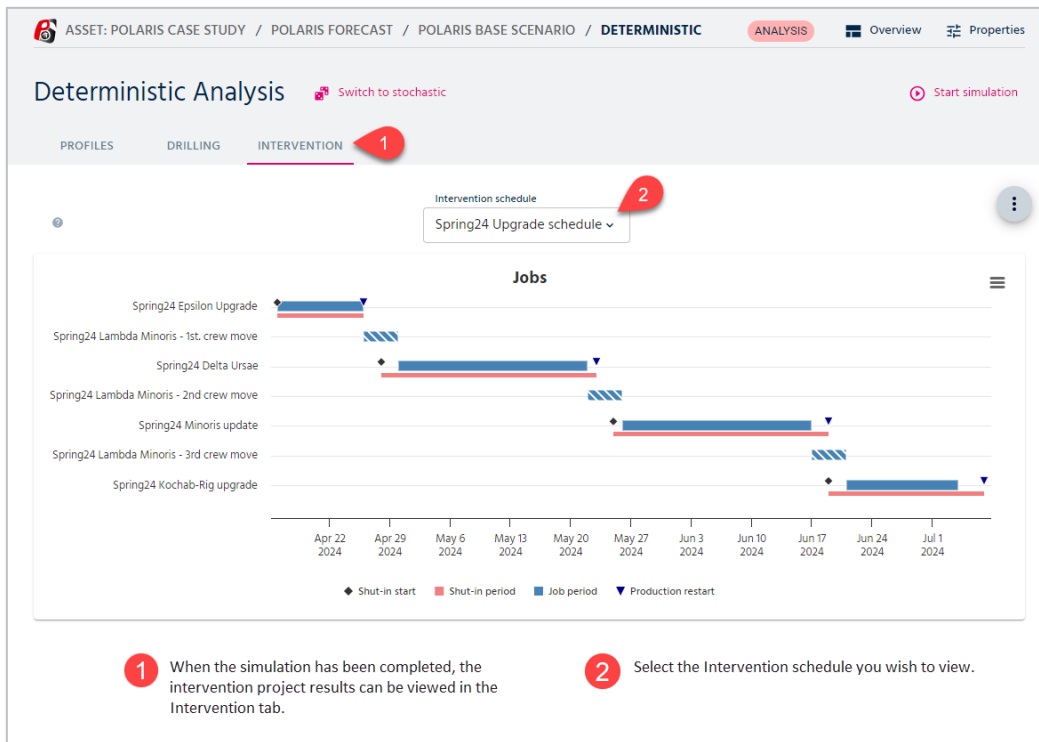 ASSET: POLARIS CASE STUDY / POLARIS FORECAST / POLARIS BASE SCENARIO / DETERMINISTIC ANALYSIS Overview Properties
Deterministic Analysis Switch to stochastic Start simulation
PROFILES DRILLING INTERVENTION 1
Intervention schedule 2
Spring24 Upgrade schedule
Jobs
Spring24 Epsilon Upgrade
Spring24 Lambda Minoris - 1st. crew move
Spring24 Delta Ursae
Spring24 Lambda Minoris - 2nd crew move
Spring24 Minoris update
Spring24 Lambda Minoris - 3rd crew move
Spring24 Kochab-Rig upgrade
Apr 22 Apr 29 May 6 May 13 May 20 May 27 Jun 3 Jun 10 Jun 17 Jun 24 Jul 1
2024 2024 2024 2024 2024 2024 2024 2024 2024 2024 2024
Shut-in start Shut-in period Job period Production restart
1 When the simulation has been completed, the
intervention project results can be viewed in the
Intervention tab.
2 Select the Intervention schedule you wish to view.